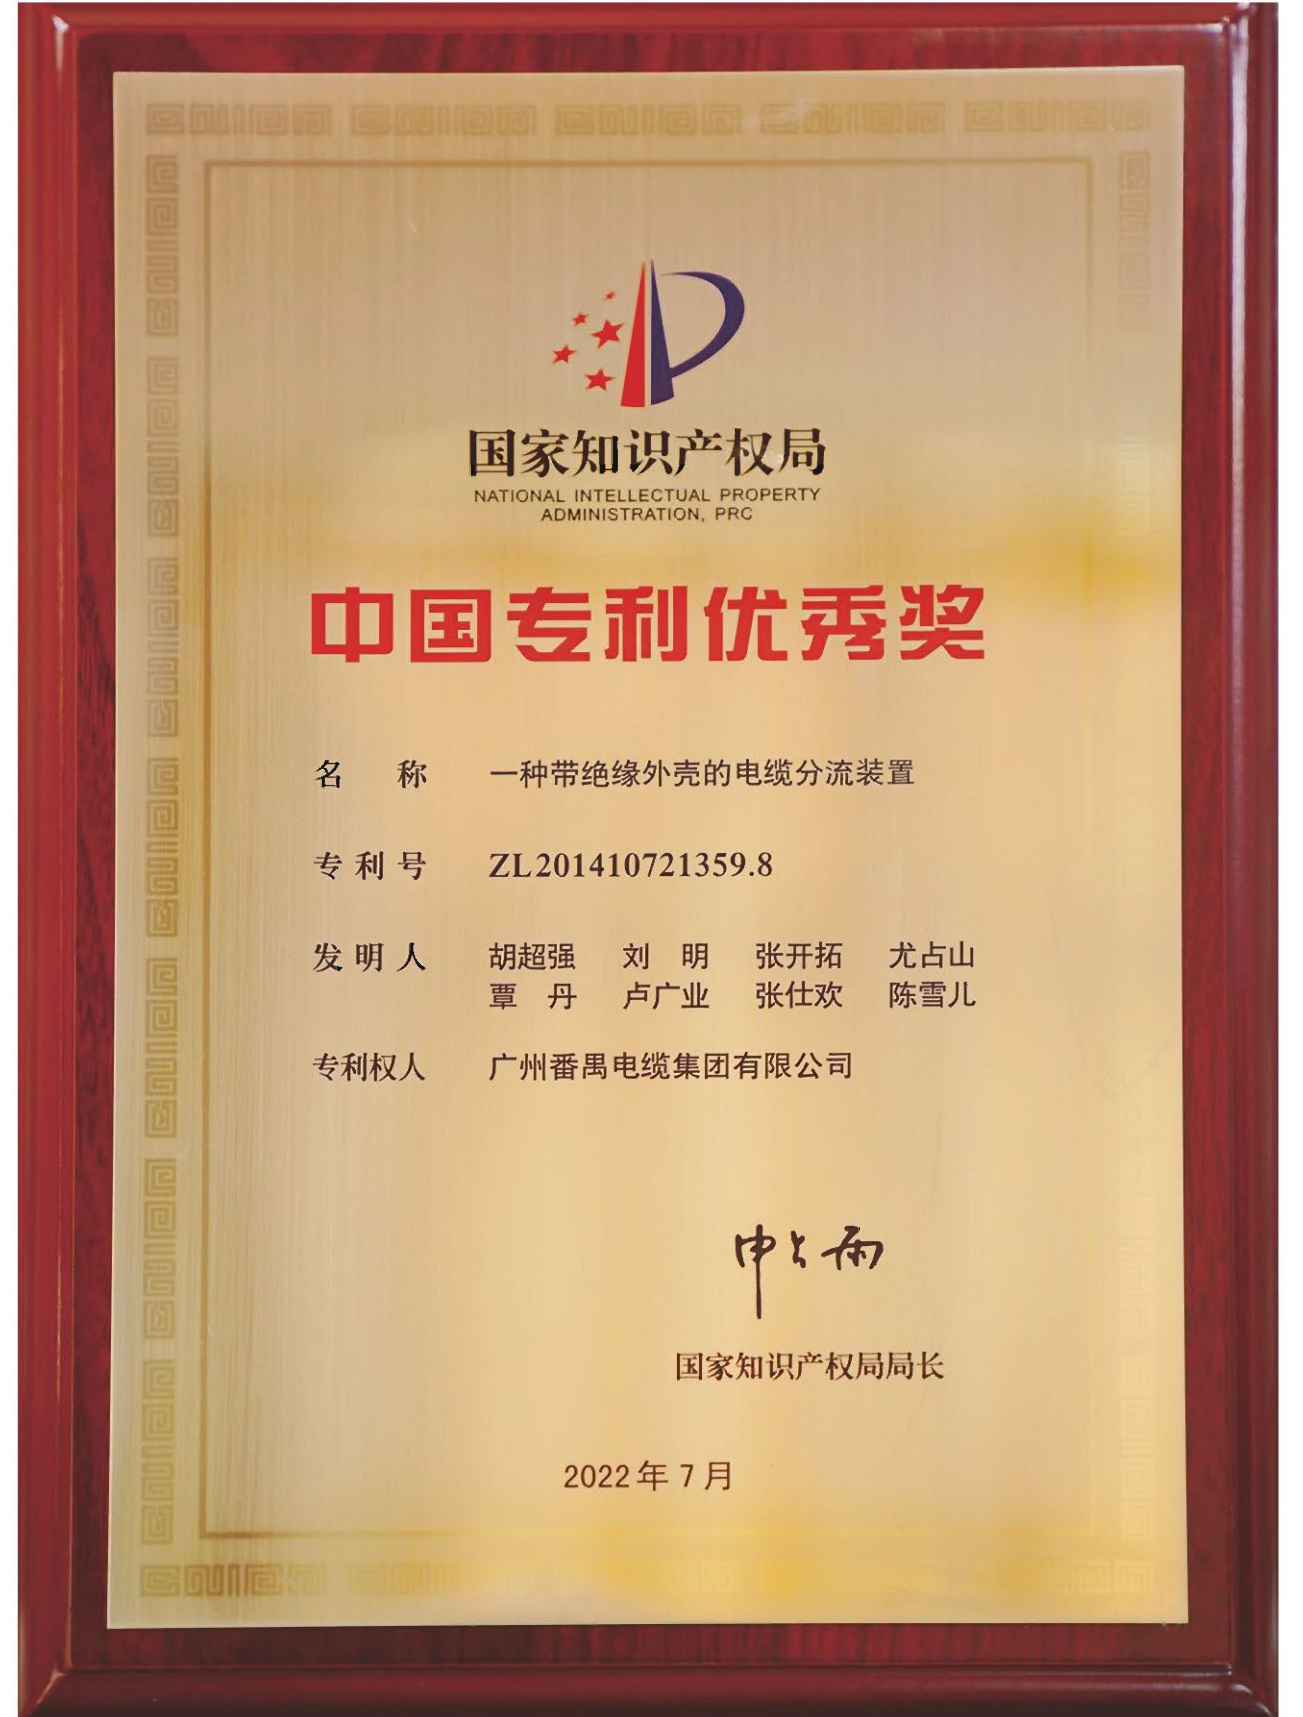 国家知识产权局
NATIONAL INTELLECTUAL PROPERTY
ADMINISTRATION, PRC
中国专利优秀奖
名 称 一种带绝缘外壳的电缆分流装置
专利号 ZL201410721359.8
发明人 胡超强 刘 明 张开拓 尤占山
覃 丹 卢广业 张仕欢 陈雪儿
专利权人 广州番禺电缆集团有限公司
申长雨
国家知识产权局局长
2022年7月